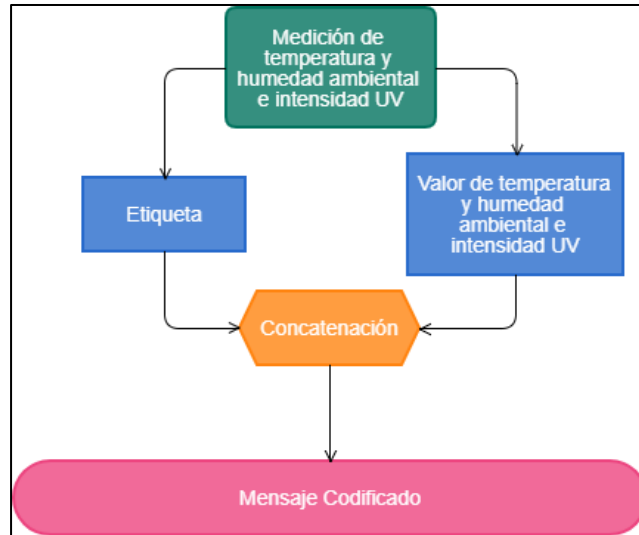 Medición de
temperatura y
humedad ambiental
e intensidad UV
Etiqueta
Valor de temperatura
y humedad
ambiental e
intensidad UV
Concatenación
Mensaje Codificado